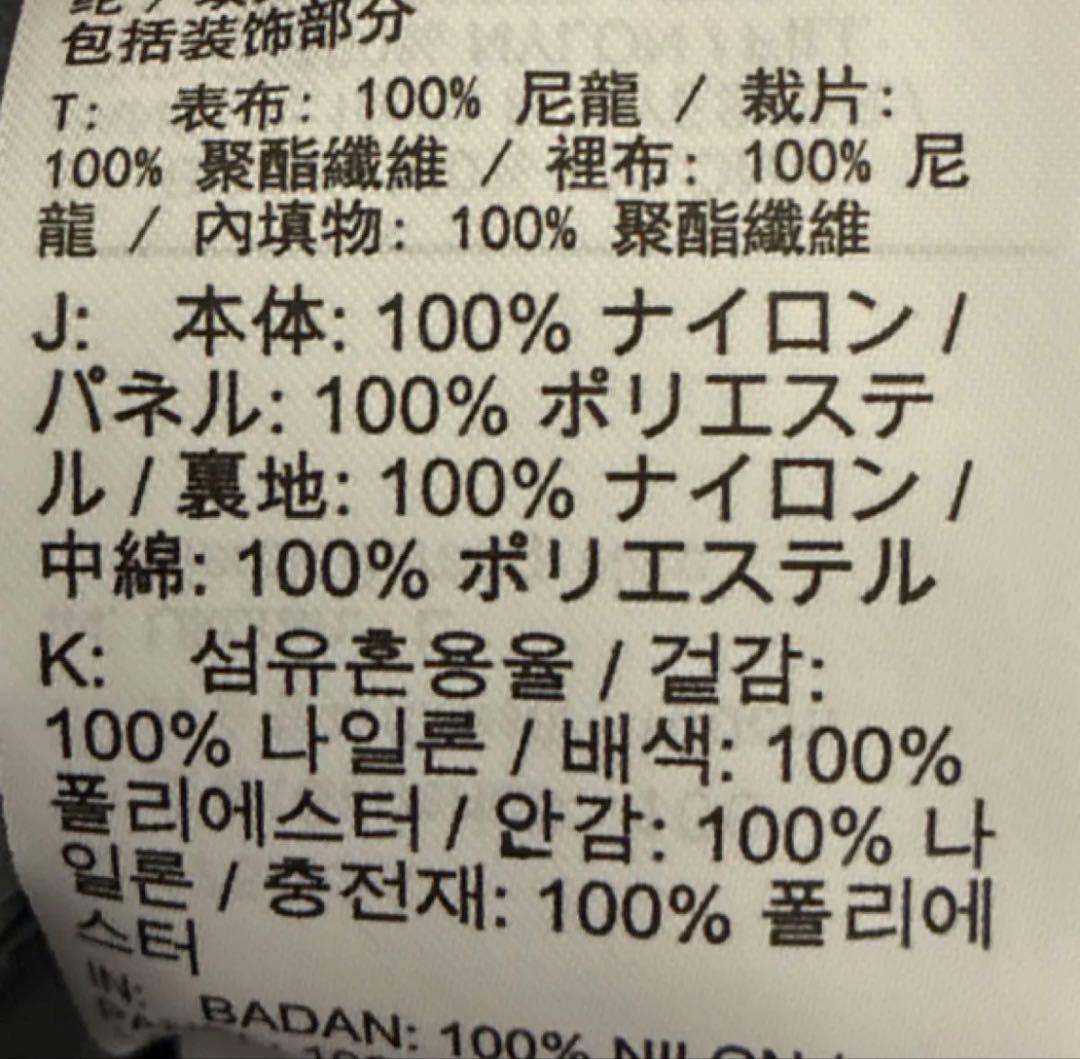 包括装饰部分
T: 表布: 100% 尼龍 / 裁片:
100% 聚酯纖維 / 裡布: 100% 尼
龍 / 內填物: 100% 聚酯纖維
J: 本体: 100% ナイロン /
パネル: 100% ポリエステ
ル / 裏地: 100% ナイロン /
中綿: 100% ポリエステル
K: 섬유혼용율 / 겉감:
100% 나일론 / 배색: 100%
폴리에스터 / 안감: 100% 나
일론 / 충전재: 100% 폴리에
스터
IN: BADAN: 100% NILON /